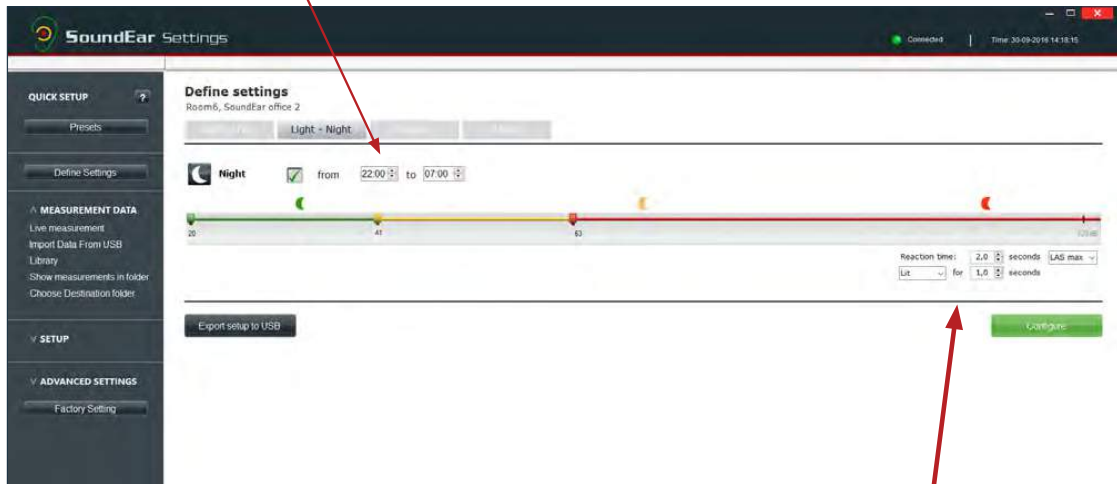 SoundEar Settings
Connected | Time: 30-09-2016 14:18:15
QUICK SETUP ?
Presets
Define Settings
∧ MEASUREMENT DATA
Live measurement
Import Data From USB
Library
Show measurements in folder
Choose Destination folder
∨ SETUP
∨ ADVANCED SETTINGS
Factory Setting
Define settings
Room6, SoundEar office 2
Light - Night
Night from 22:00 to 07:00
20 41 63
Reaction time: 2,0 seconds LAS max
Lit for 1,0 seconds
Export setup to USB
Configure